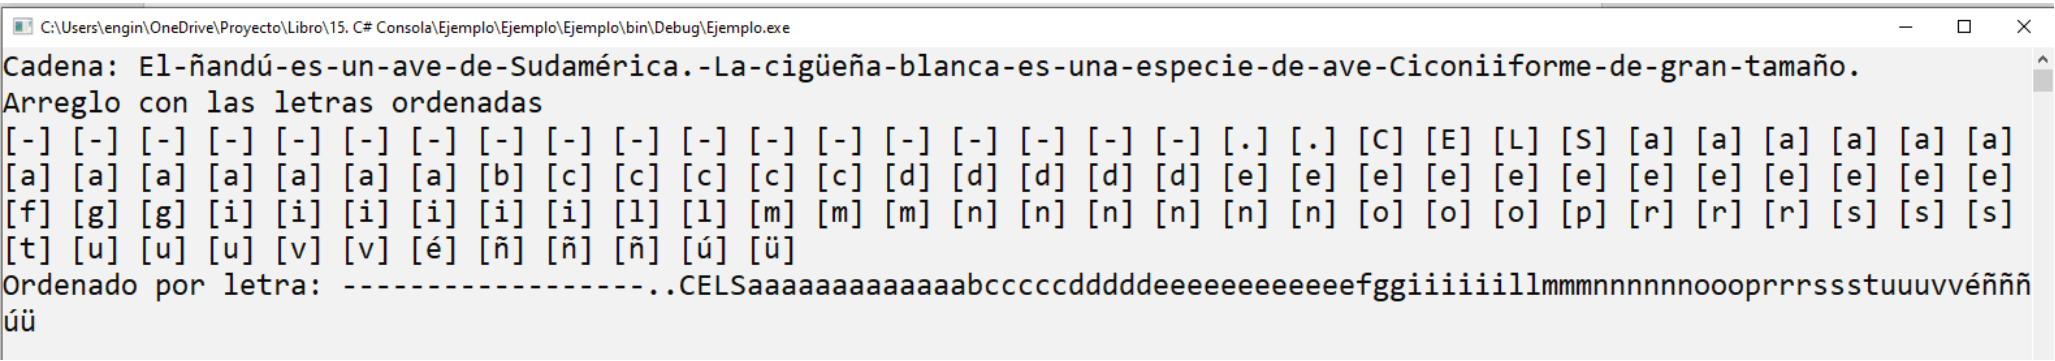 C:\Users\engin\OneDrive\Proyecto\Libro\15. C# Consola\Ejemplo\Ejemplo\Ejemplo\bin\Debug\Ejemplo.exe
Cadena: El-ñandú-es-un-ave-de-Sudamérica.-La-cigüeña-blanca-es-una-especie-de-ave-Ciconiiforme-de-gran-tamaño.
Arreglo con las letras ordenadas
[-] [-] [-] [-] [-] [-] [-] [-] [-] [-] [-] [-] [-] [-] [-] [-] [-] [-] [.] [.] [C] [E] [L] [S] [a] [a] [a] [a] [a] [a]
[a] [a] [a] [a] [a] [a] [a] [b] [c] [c] [c] [c] [c] [d] [d] [d] [d] [d] [e] [e] [e] [e] [e] [e] [e] [e] [e] [e] [e] [e]
[f] [g] [g] [i] [i] [i] [i] [i] [i] [l] [l] [m] [m] [m] [n] [n] [n] [n] [n] [n] [o] [o] [o] [p] [r] [r] [r] [s] [s] [s]
[t] [u] [u] [u] [v] [v] [é] [ñ] [ñ] [ñ] [ú] [ü]
Ordenado por letra: ------------------..CELSaaaaaaaaaaaaabcccccdddddeeeeeeeeeeeefggiiiiiillmmmnnnnnnoooprrrssstuuuvvéñññ
úü